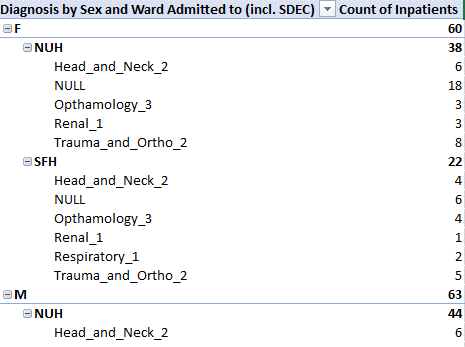 Diagnosis by Sex and Ward Admitted to (incl. SDEC) Count of Inpatients
F 60
NUH 38
Head_and_Neck_2 6
NULL 18
Opthamology_3 3
Renal_1 3
Trauma_and_Ortho_2 8
SFH 22
Head_and_Neck_2 4
NULL 6
Opthamology_3 4
Renal_1 1
Respiratory_1 2
Trauma_and_Ortho_2 5
M 63
NUH 44
Head_and_Neck_2 6